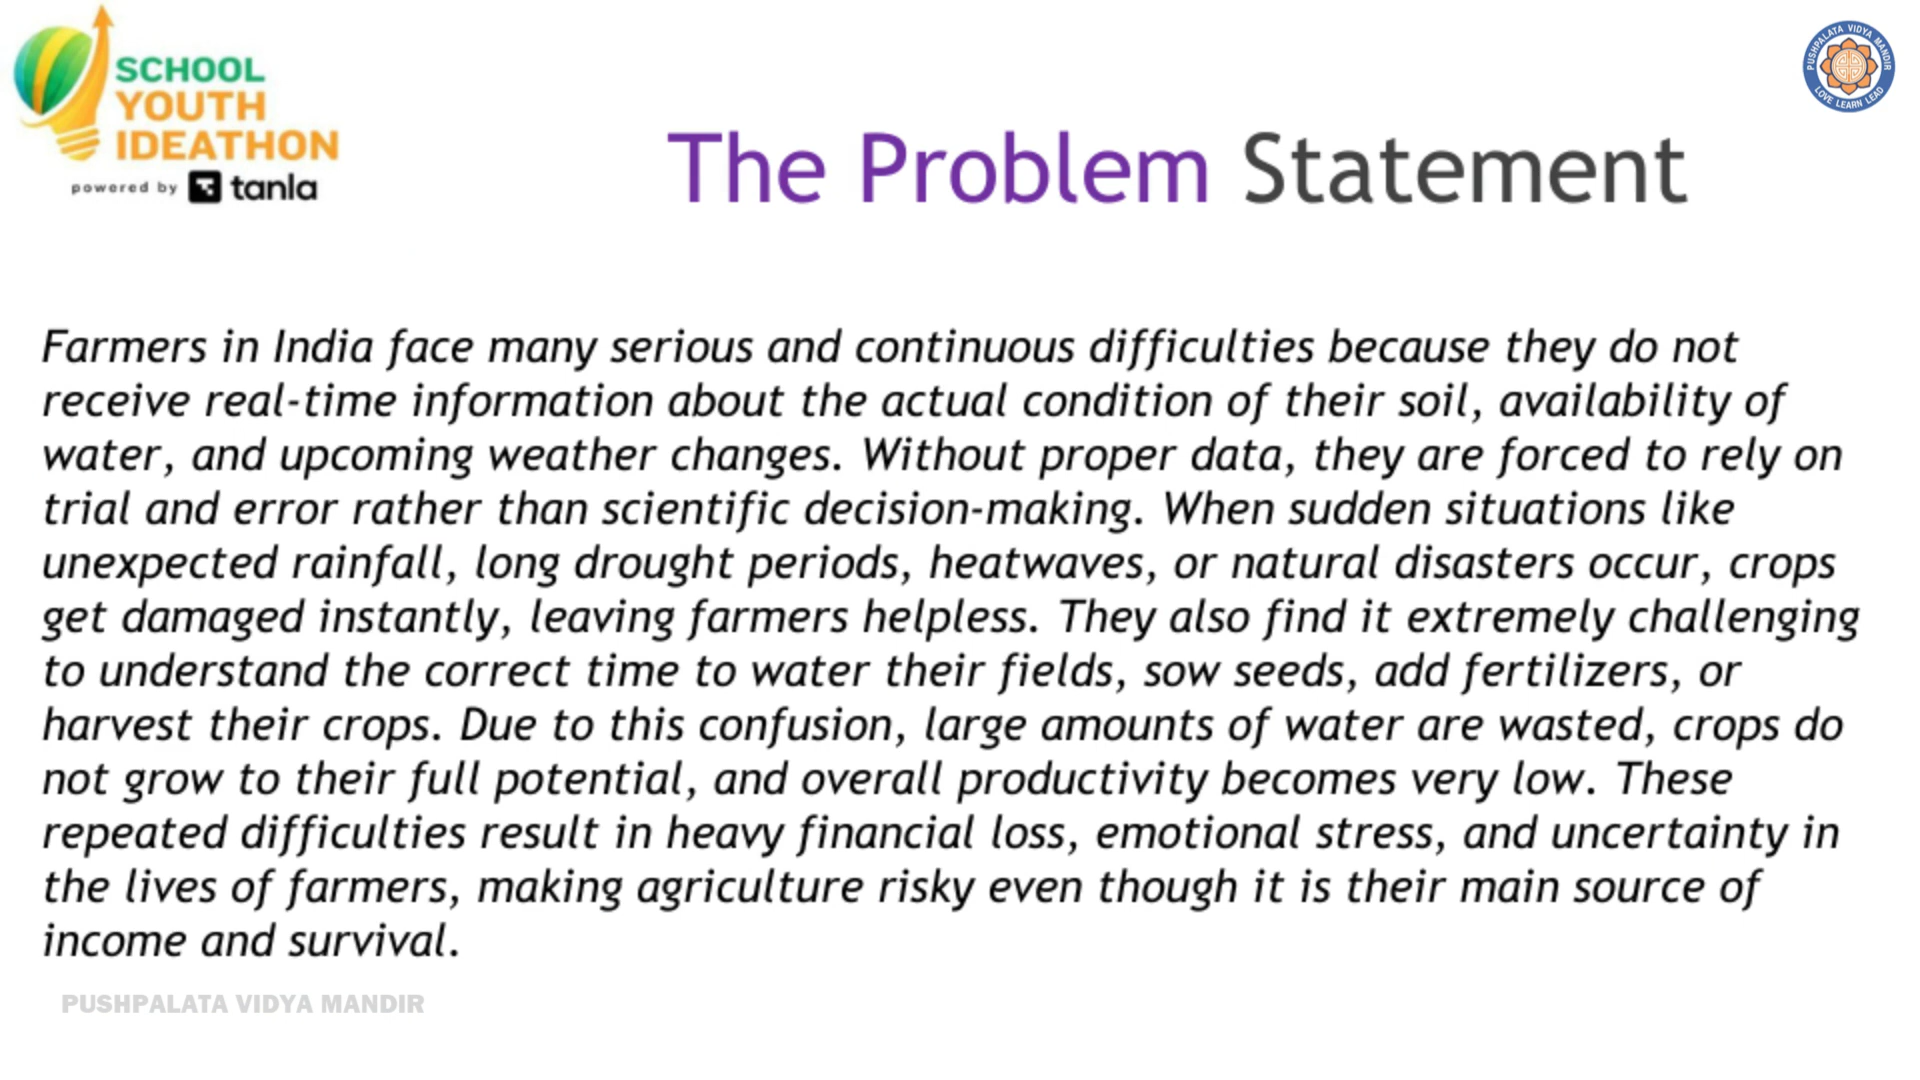 SCHOOL
YOUTH
IDEATHON
powered by tanla
PUSHPALATA VIDYA MANDIR
LOVE LEARN LEAD
The Problem Statement
Farmers in India face many serious and continuous difficulties because they do not
receive real-time information about the actual condition of their soil, availability of
water, and upcoming weather changes. Without proper data, they are forced to rely on
trial and error rather than scientific decision-making. When sudden situations like
unexpected rainfall, long drought periods, heatwaves, or natural disasters occur, crops
get damaged instantly, leaving farmers helpless. They also find it extremely challenging
to understand the correct time to water their fields, sow seeds, add fertilizers, or
harvest their crops. Due to this confusion, large amounts of water are wasted, crops do
not grow to their full potential, and overall productivity becomes very low. These
repeated difficulties result in heavy financial loss, emotional stress, and uncertainty in
the lives of farmers, making agriculture risky even though it is their main source of
income and survival.
PUSHPALATA VIDYA MANDIR